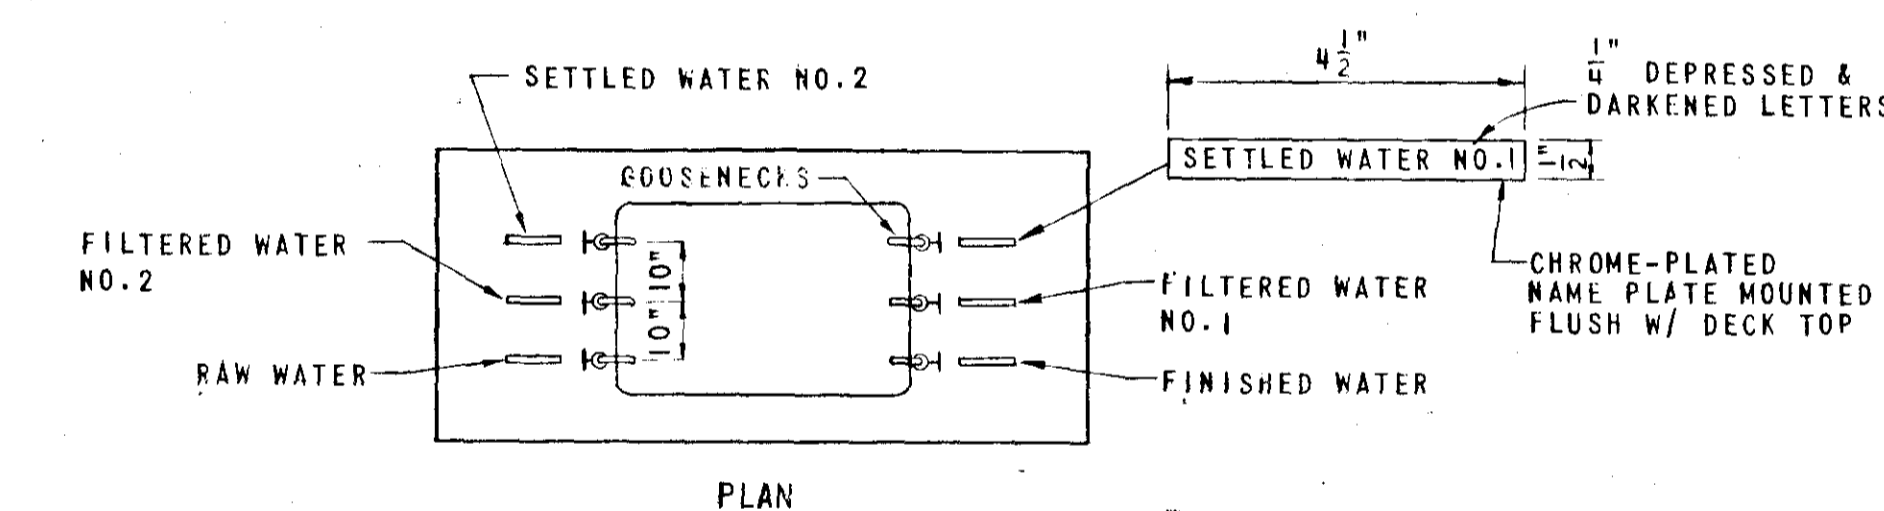 SETTLED WATER NO.2
4 1/2"
1/4" DEPRESSED &
DARKENED LETTERS
SETTLED WATER NO.1
1/2"
GOOSENECKS
FILTERED WATER
NO.2
10"
10"
RAW WATER
FILTERED WATER
NO.1
FINISHED WATER
CHROME-PLATED
NAME PLATE MOUNTED
FLUSH W/ DECK TOP
PLAN